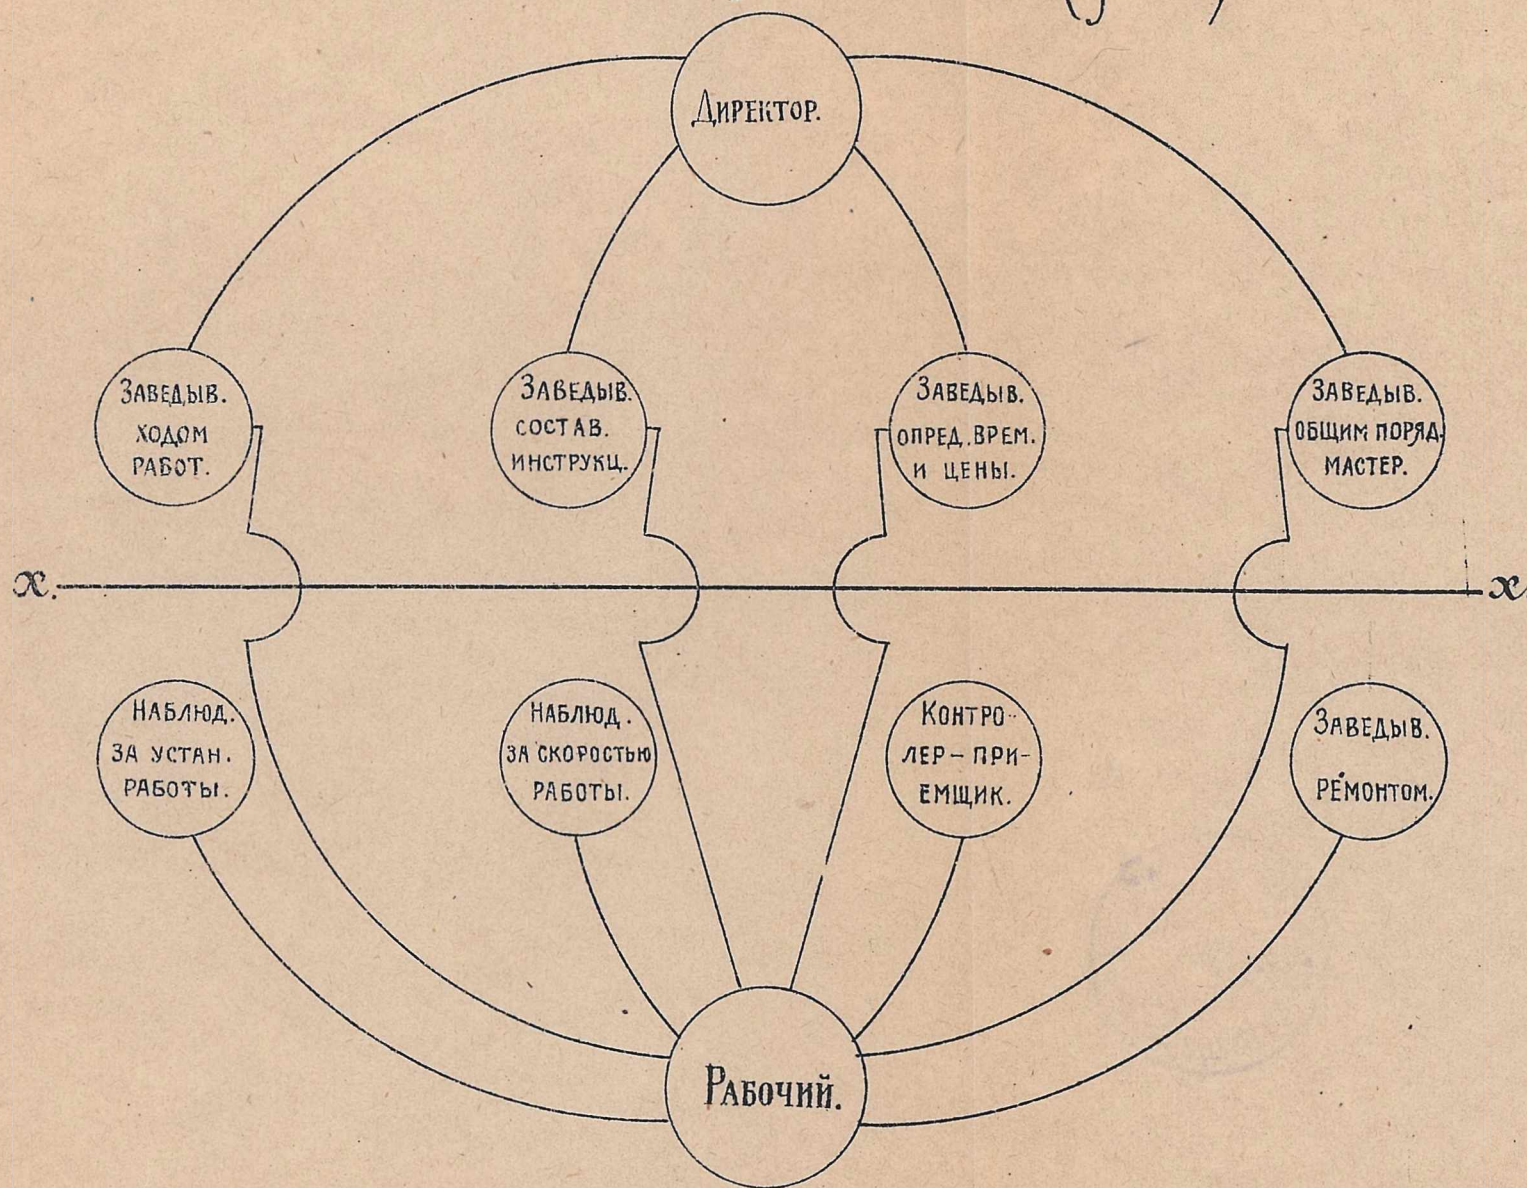 Директор.
Заведыв.
ходом
работ.
Заведыв.
состав.
инструкц.
Заведыв.
опред. врем.
и цены.
Заведыв.
общим поряд.
мастер.
x.
x
Наблюд.
за устан.
работы.
Наблюд.
за скоростью
работы.
Контро-
лер-при-
емщик.
Заведыв.
ремонтом.
Рабочий.